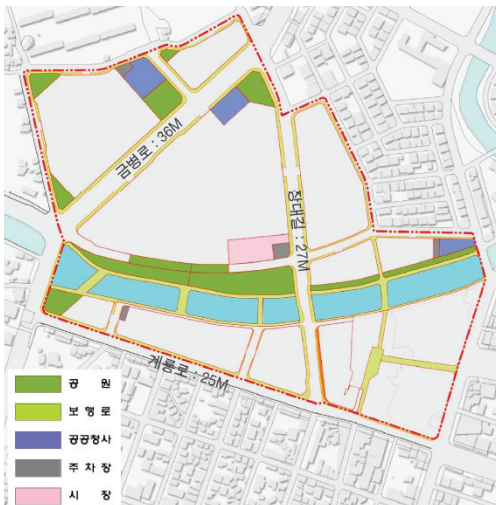 금병로 : 36M
장대길 : 27M
계룡로 : 25M
공 원
보 행 로
공공청사
주 차 장
시 장